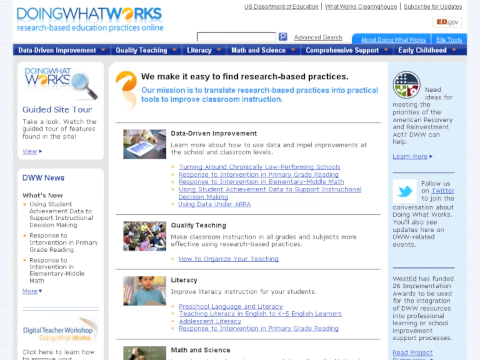 DOINGWHATWORKS
research-based education practices online
US Department of Education | What Works Clearinghouse | Subscribe for Updates
ED.gov
Advanced Search
About Doing What Works
Site Tools
Data-Driven Improvement
Quality Teaching
Literacy
Math and Science
Comprehensive Support
Early Childhood
DOINGWHAT
WORKS
Guided Site Tour
Take a look: Watch the guided tour of features found in the site!
View
DWW News
What's New
Using Student
Achievement Data to
Support Instructional
Decision Making
Response to
Intervention in Primary
Grade Reading
Response to
Intervention in
Elementary-Middle
Math
More
Digital Teacher Workshop
Doing What Works
Click here to learn how to improve your
We make it easy to find research-based practices.
Our mission is to translate research-based practices into practical
tools to improve classroom instruction.
Data-Driven Improvement
Learn more about how to use data and impel improvements at
the school and classroom levels.
Turning Around Chronically Low-Performing Schools
Response to Intervention in Primary Grade Reading
Response to Intervention in Elementary-Middle Math
Using Student Achievement Data to Support Instructional
Decision Making
Using Data Under ARRA
Quality Teaching
Make classroom instruction in all grades and subjects more
effective using research-based practices.
How to Organize Your Teaching
Literacy
Improve literacy instruction for your students.
Preschool Language and Literacy
Teaching Literacy in English to K-5 English Learners
Adolescent Literacy
Response to Intervention in Primary Grade Reading
Math and Science
Need
ideas for
meeting the
priorities of the
American Recovery
and Reinvestment
Act? DWW can
help.
Learn more
Follow us
on Twitter
to join the
conversation about
Doing What Works.
You'll also see
updates here on
DWW-related
events.
WestEd has funded
26 Implementation
Awards to be used
for the integration
of DWW resources
into professional
learning or school
improvement
support processes.
Read Project